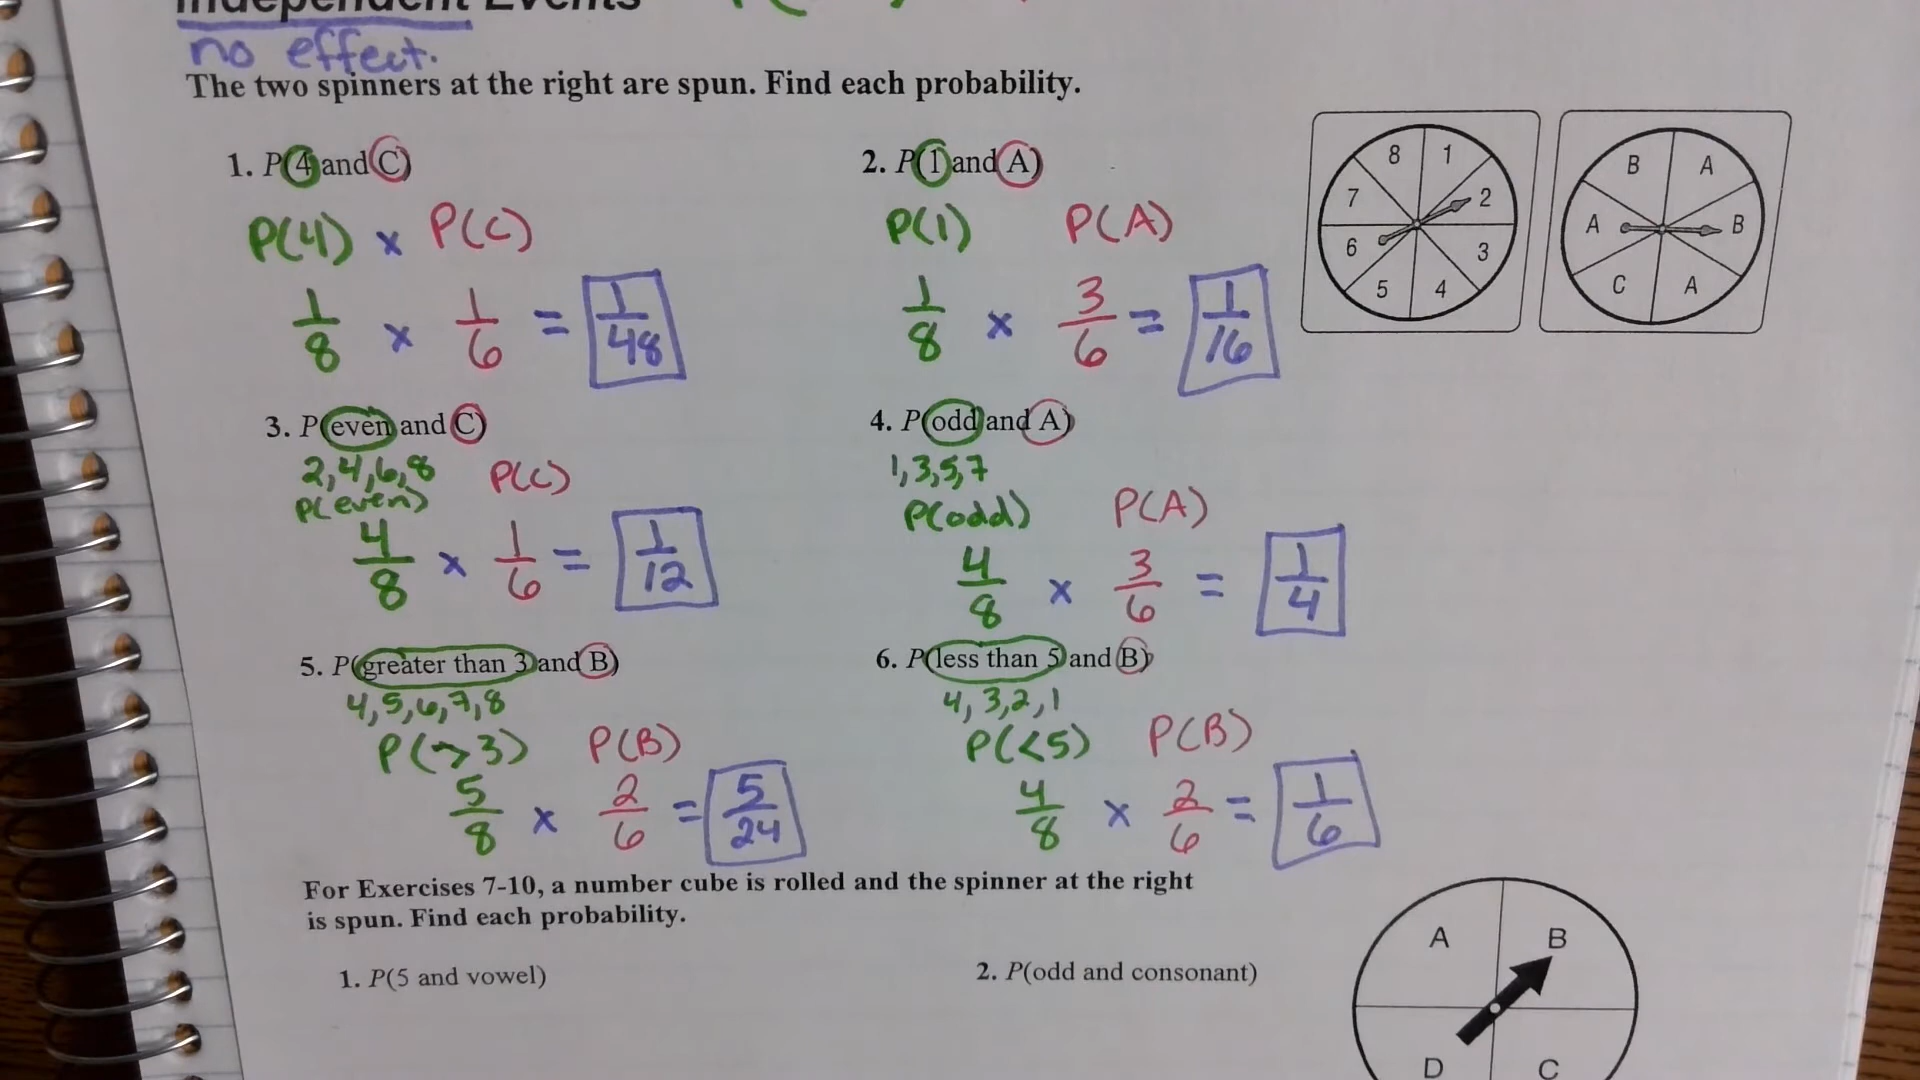 Independent Events P(
no effect.
The two spinners at the right are spun. Find each probability.
1. P(4 and C)
P(4) x P(C)
1/8 x 1/6 = 1/48
2. P(1 and A)
P(1) P(A)
1/8 x 3/6 = 1/16
8 1
7 2
6 3
5 4
B A
A B
C A
3. P(even and C)
2,4,6,8 P(C)
P(even)
4/8 x 1/6 = 1/12
4. P(odd and A)
1,3,5,7
P(odd) P(A)
4/8 x 3/6 = 1/4
5. P(greater than 3 and B)
4,5,6,7,8
P(>3) P(B)
5/8 x 2/6 = 5/24
6. P(less than 5 and B)
4,3,2,1
P(<5) P(B)
4/8 x 2/6 = 1/6
For Exercises 7-10, a number cube is rolled and the spinner at the right
is spun. Find each probability.
1. P(5 and vowel)
2. P(odd and consonant)
A B
D C